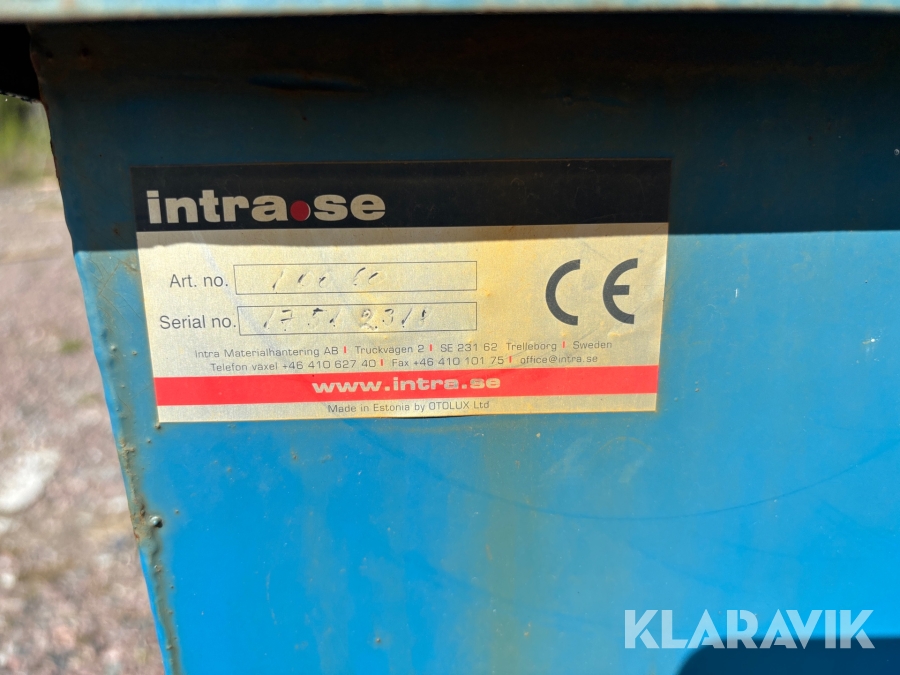 intra.se
Art. no.
Serial no.
CE
Intra Materialhantering AB | Truckvägen 2 | SE 231 62 Trelleborg | Sweden
Telefon växel +46 410 627 40 | Fax +46 410 101 75 | office@intra.se
www.intra.se
Made in Estonia by OTOLUX Ltd
KLARAVIK